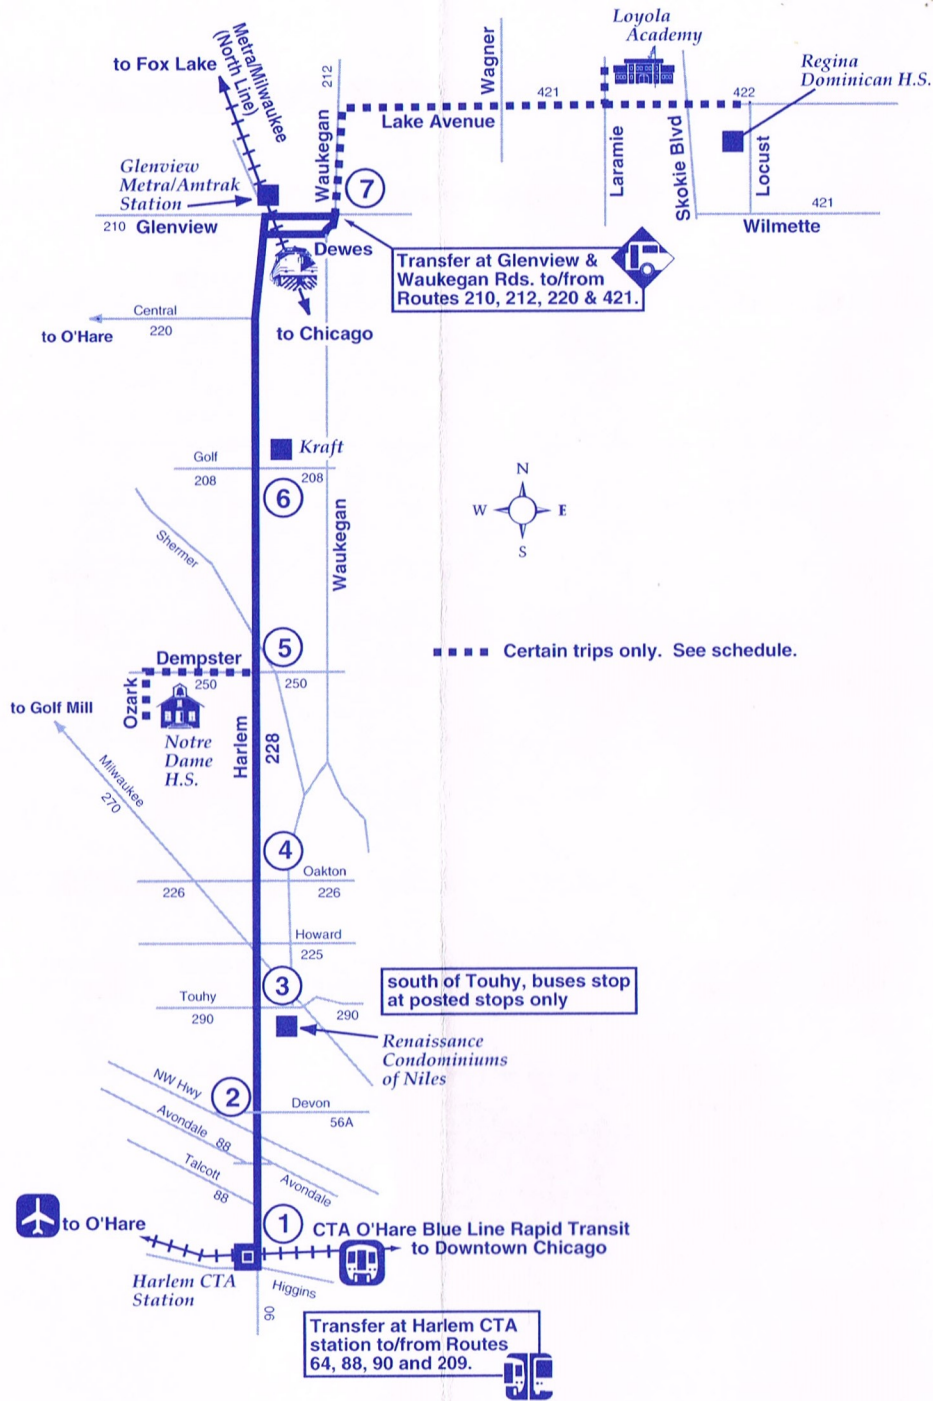 Loyola
Academy
Regina
Dominican H.S.
to Fox Lake
Metra/Milwaukee
(North Line)
212
Waukegan
Wagner
421
422
Lake Avenue
Laramie
Skokie Blvd
Locust
Glenview
Metra/Amtrak
Station
7
210 Glenview
421
Wilmette
Dewes
Transfer at Glenview &
Waukegan Rds. to/from
Routes 210, 212, 220 & 421.
Central
220
to O'Hare
to Chicago
Kraft
Golf
208
208
6
N
W
E
S
Waukegan
Shermer
5
Certain trips only. See schedule.
Dempster
250
250
Ozark
to Golf Mill
Notre
Dame
H.S.
Harlem
228
Milwaukee
270
4
Oakton
226
226
Howard
225
3
south of Touhy, buses stop
at posted stops only
Touhy
290
290
Renaissance
Condominiums
of Niles
NW Hwy
2
Devon
56A
Avondale 88
Talcott
88
Avondale
1
to O'Hare
CTA O'Hare Blue Line Rapid Transit
to Downtown Chicago
Harlem CTA
Station
Higgins
90
Transfer at Harlem CTA
station to/from Routes
64, 88, 90 and 209.